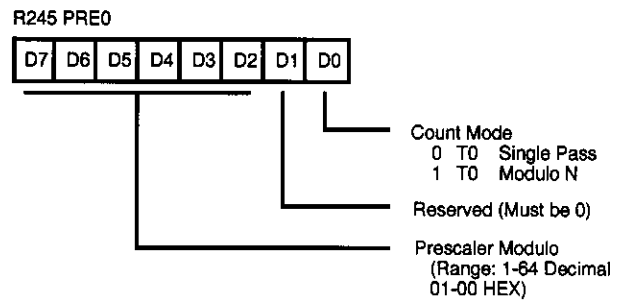 R245 PRE0
D7 D6 D5 D4 D3 D2 D1 D0
Count Mode
0 T0 Single Pass
1 T0 Modulo N
Reserved (Must be 0)
Prescaler Modulo
(Range: 1-64 Decimal
01-00 HEX)